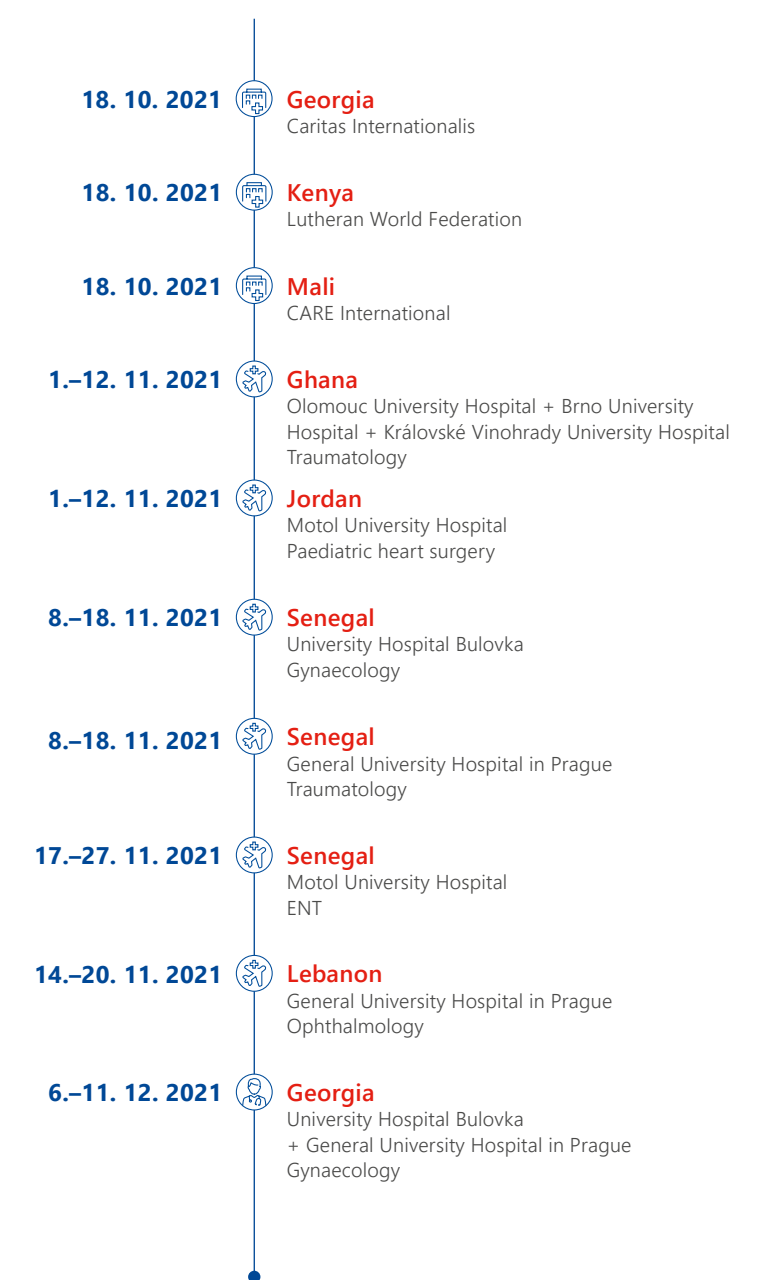 18. 10. 2021
Georgia
Caritas Internationalis
18. 10. 2021
Kenya
Lutheran World Federation
18. 10. 2021
Mali
CARE International
1.–12. 11. 2021
Ghana
Olomouc University Hospital + Brno University
Hospital + Královské Vinohrady University Hospital
Traumatology
1.–12. 11. 2021
Jordan
Motol University Hospital
Paediatric heart surgery
8.–18. 11. 2021
Senegal
University Hospital Bulovka
Gynaecology
8.–18. 11. 2021
Senegal
General University Hospital in Prague
Traumatology
17.–27. 11. 2021
Senegal
Motol University Hospital
ENT
14.–20. 11. 2021
Lebanon
General University Hospital in Prague
Ophthalmology
6.–11. 12. 2021
Georgia
University Hospital Bulovka
+ General University Hospital in Prague
Gynaecology